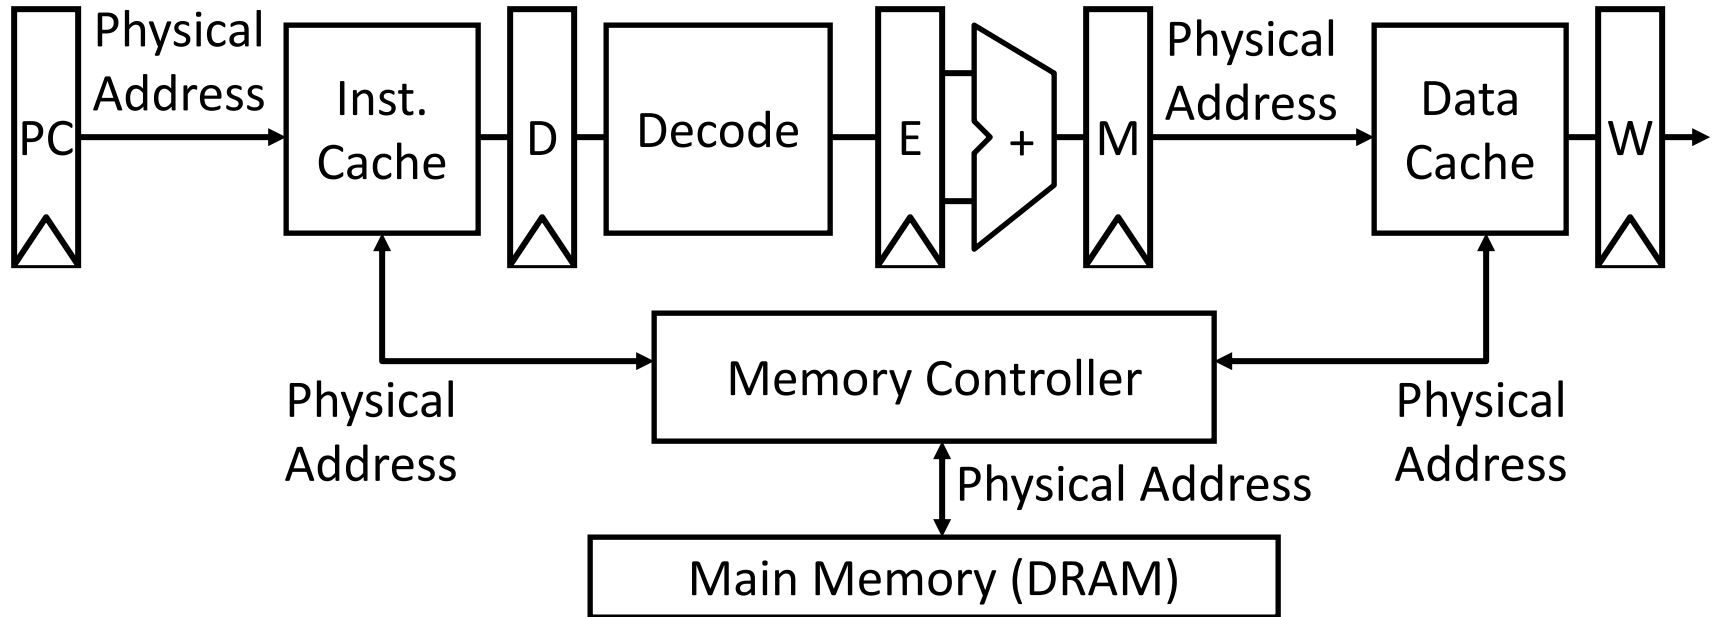 Physical
Address
PC
Inst.
Cache
D
Decode
E
+
M
Physical
Address
Data
Cache
W
Memory Controller
Physical
Address
Physical
Address
Physical Address
Main Memory (DRAM)